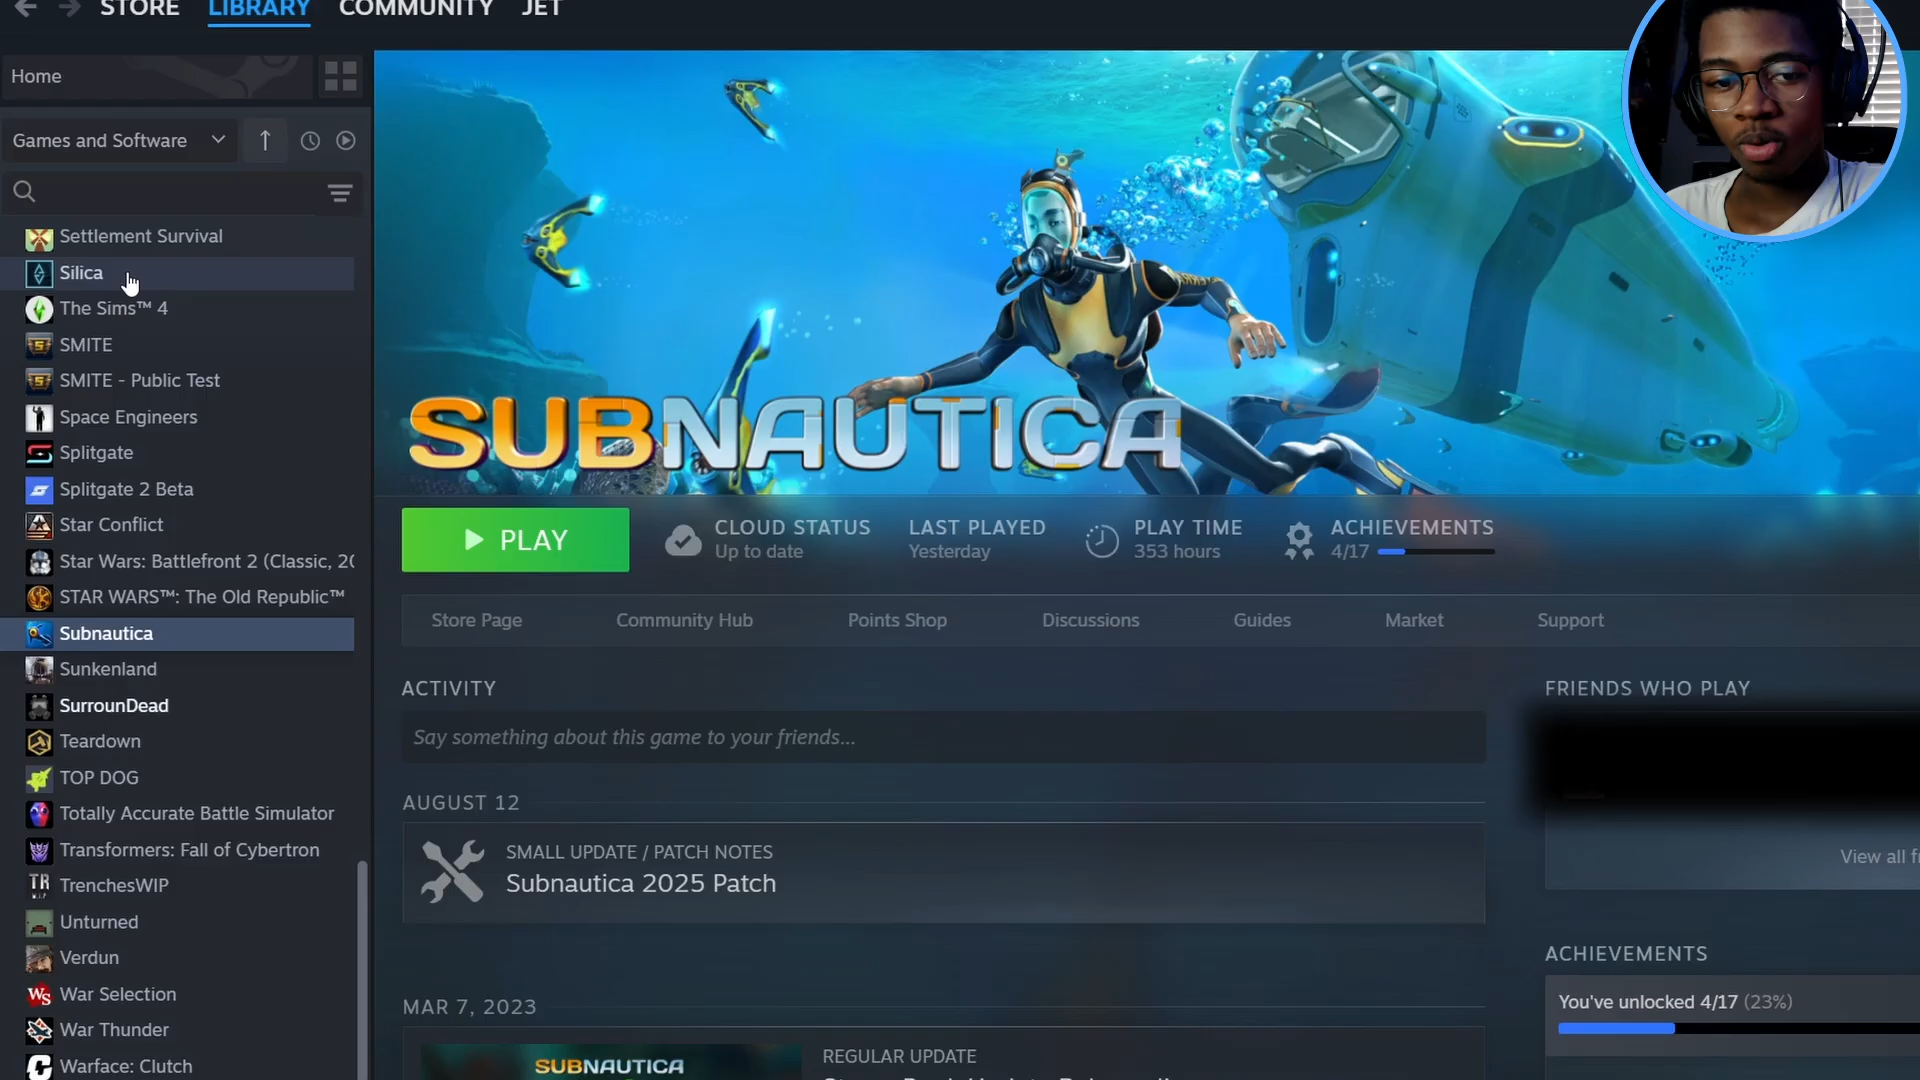 STORE LIBRARY COMMUNITY JET
Home
Games and Software
Settlement Survival
Silica
The Sims™ 4
SMITE
SMITE - Public Test
Space Engineers
Splitgate
Splitgate 2 Beta
Star Conflict
Star Wars: Battlefront 2 (Classic, 20
STAR WARS™: The Old Republic™
Subnautica
Sunkenland
SurrounDead
Teardown
TOP DOG
Totally Accurate Battle Simulator
Transformers: Fall of Cybertron
TrenchesWIP
Unturned
Verdun
War Selection
War Thunder
Warface: Clutch
SUBNAUTICA
PLAY
CLOUD STATUS
Up to date
LAST PLAYED
Yesterday
PLAY TIME
353 hours
ACHIEVEMENTS
4/17
Store Page Community Hub Points Shop Discussions Guides Market Support
ACTIVITY
Say something about this game to your friends...
AUGUST 12
SMALL UPDATE / PATCH NOTES
Subnautica 2025 Patch
MAR 7, 2023
SUBNAUTICA
REGULAR UPDATE
FRIENDS WHO PLAY
View all
ACHIEVEMENTS
You've unlocked 4/17 (23%)